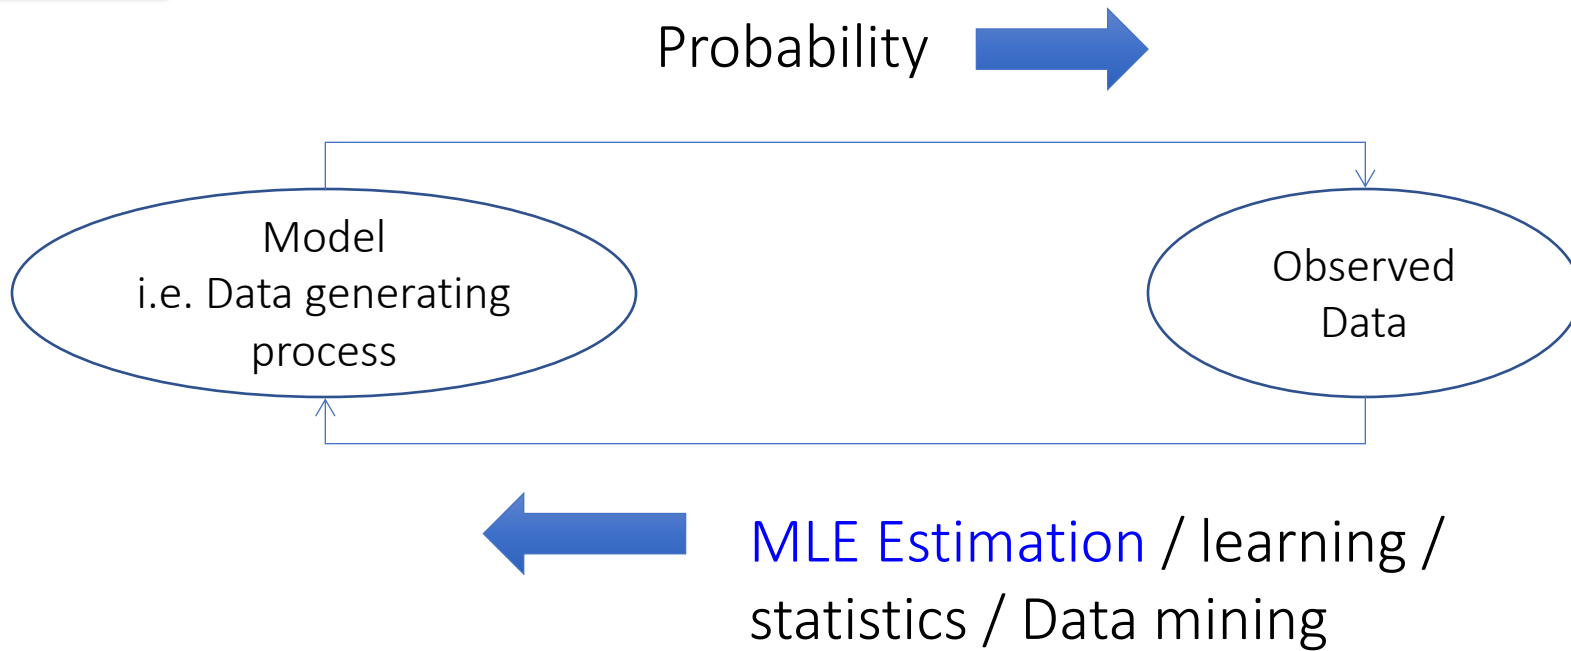 Probability
Model
i.e. Data generating
process
Observed
Data
MLE Estimation / learning /
statistics / Data mining